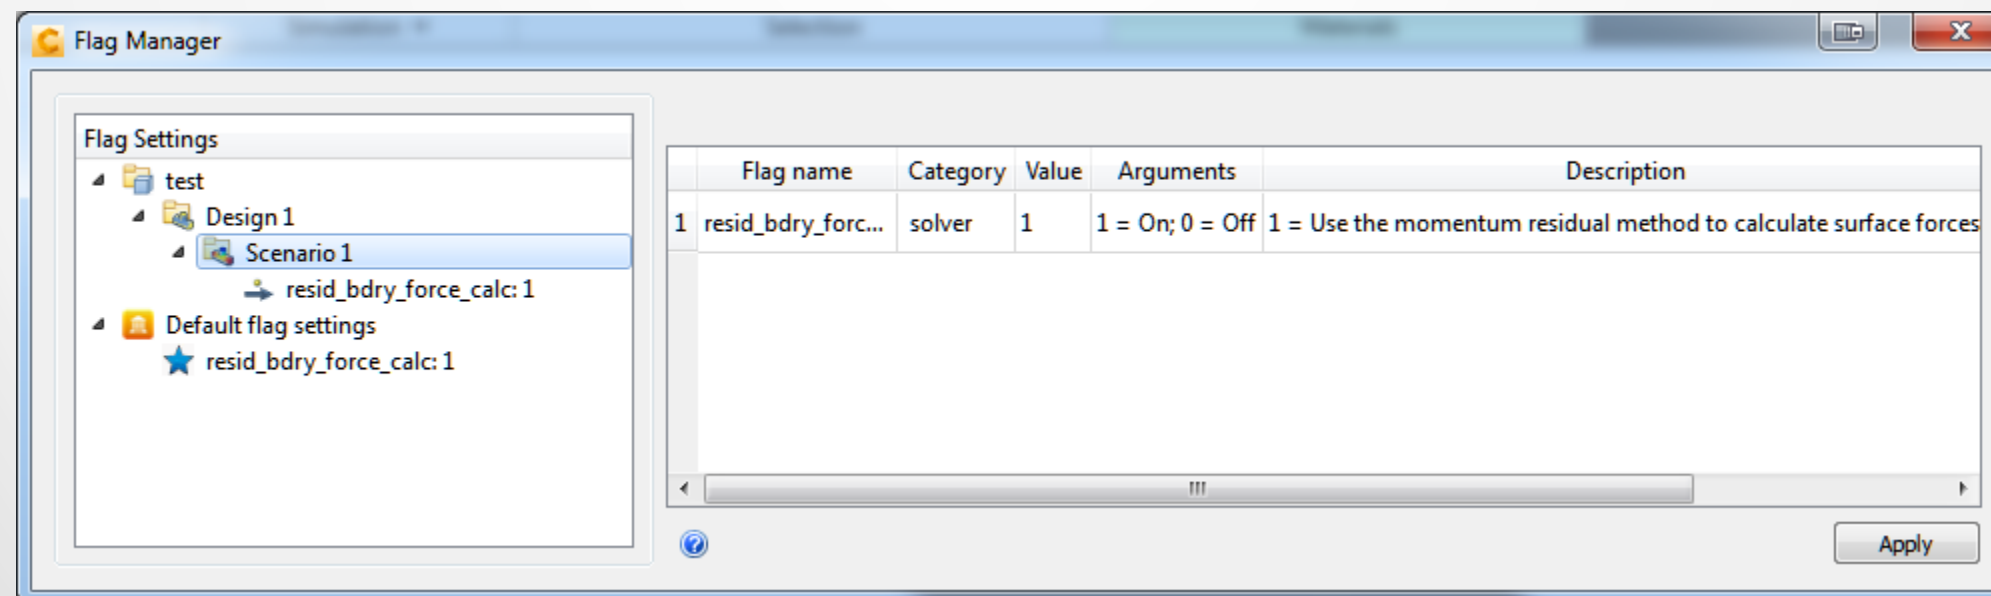 Flag Manager
Flag Settings
test
Design 1
Scenario 1
resid_bdry_force_calc: 1
Default flag settings
resid_bdry_force_calc: 1
Flag name Category Value Arguments Description
1 resid_bdry_forc... solver 1 1 = On; 0 = Off 1 = Use the momentum residual method to calculate surface forces
Apply